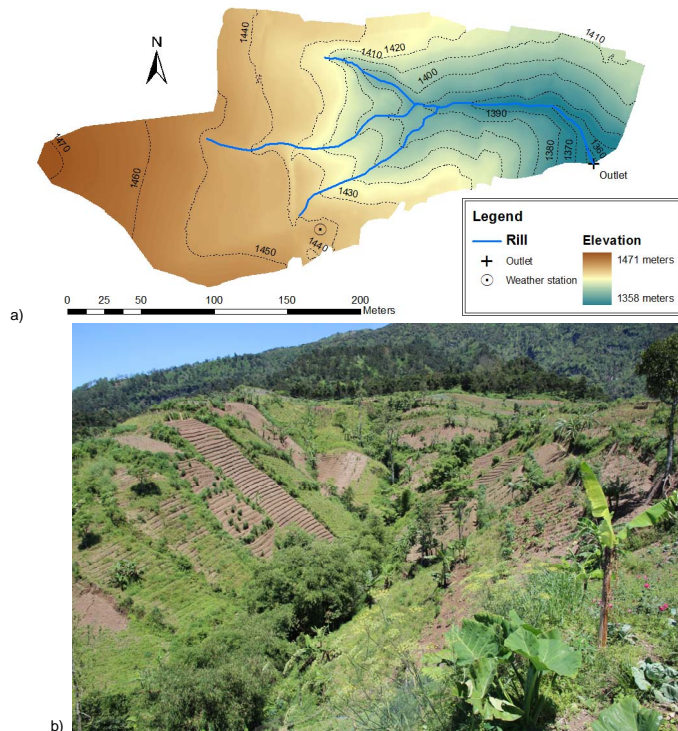 1440
1420
1410
1410
N
1400
1390
1470
1460
1380
1370
1360
Outlet
1430
1450
1440
Legend
Rill
Outlet
Weather station
Elevation
1471 meters
1358 meters
0 25 50 100 150 200
Meters
a)
b)